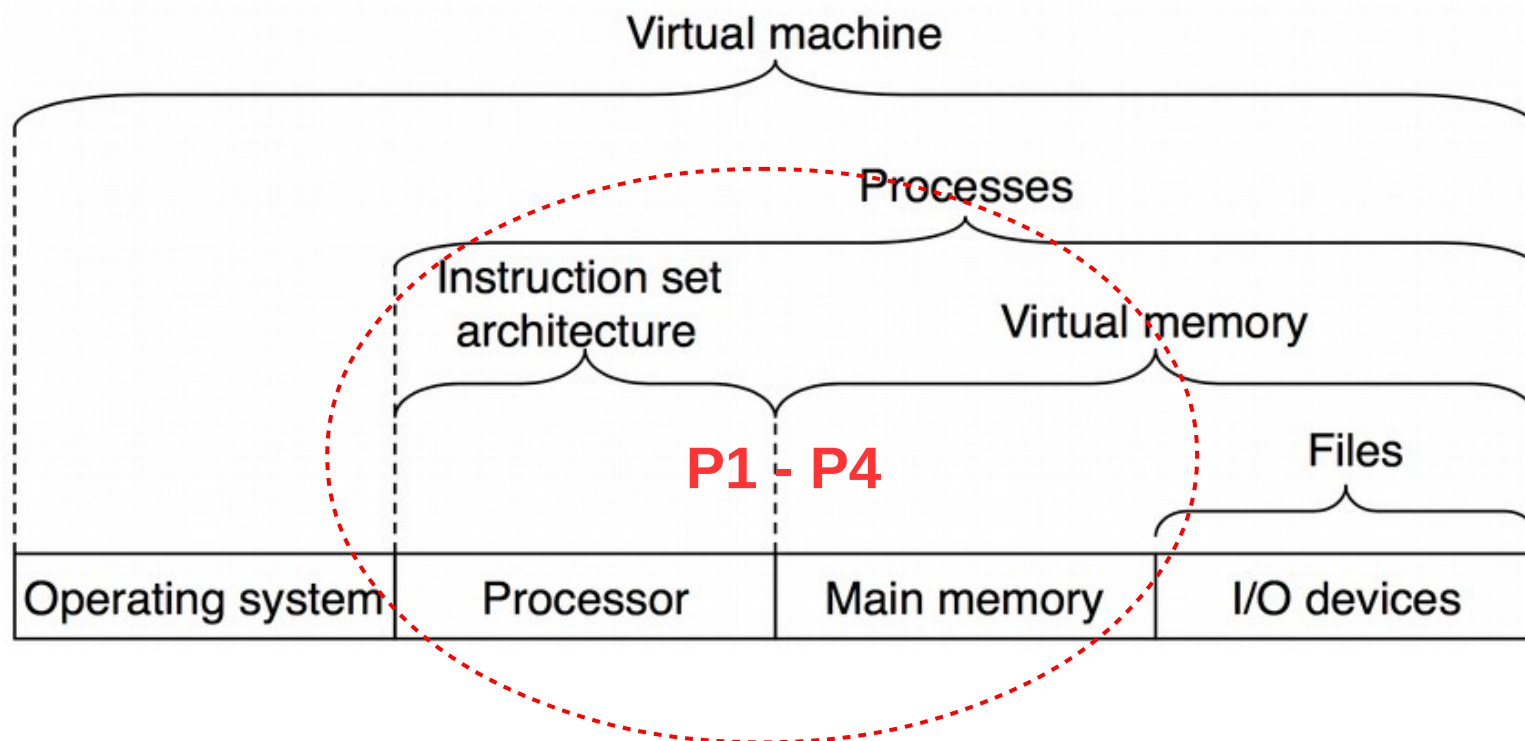 Virtual machine
Processes
Instruction set
architecture
Virtual memory
P1 - P4
Files
Operating system
Processor
Main memory
I/O devices